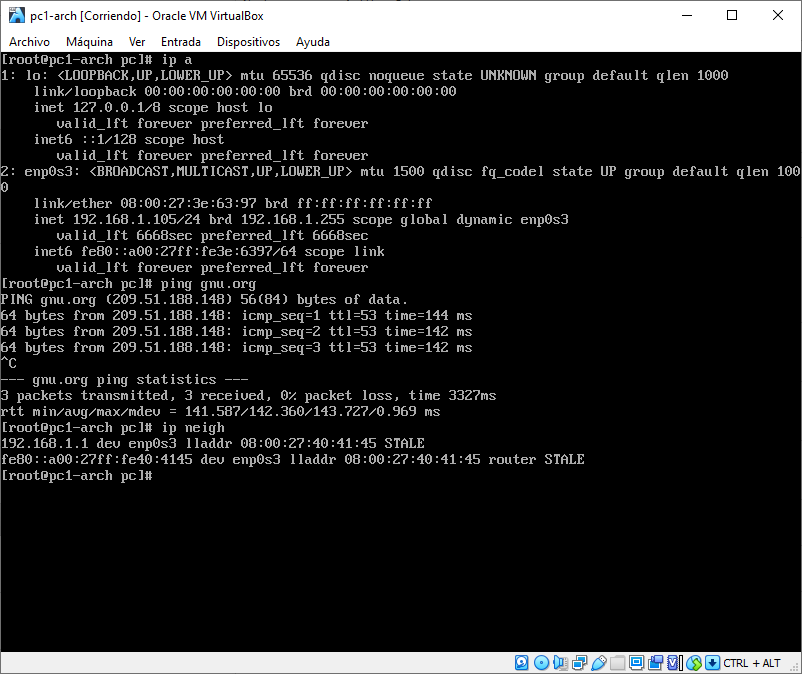 pc1-arch [Corriendo] - Oracle VM VirtualBox
Archivo Máquina Ver Entrada Dispositivos Ayuda
[root@pc1-arch pc]# ip a
1: lo: <LOOPBACK,UP,LOWER_UP> mtu 65536 qdisc noqueue state UNKNOWN group default qlen 1000
    link/loopback 00:00:00:00:00:00 brd 00:00:00:00:00:00
    inet 127.0.0.1/8 scope host lo
       valid_lft forever preferred_lft forever
    inet6 ::1/128 scope host
       valid_lft forever preferred_lft forever
2: enp0s3: <BROADCAST,MULTICAST,UP,LOWER_UP> mtu 1500 qdisc fq_codel state UP group default qlen 100
0
    link/ether 08:00:27:3e:63:97 brd ff:ff:ff:ff:ff:ff
    inet 192.168.1.105/24 brd 192.168.1.255 scope global dynamic enp0s3
       valid_lft 6668sec preferred_lft 6668sec
    inet6 fe80::a00:27ff:fe3e:6397/64 scope link
       valid_lft forever preferred_lft forever
[root@pc1-arch pc]# ping gnu.org
PING gnu.org (209.51.188.148) 56(84) bytes of data.
64 bytes from 209.51.188.148: icmp_seq=1 ttl=53 time=144 ms
64 bytes from 209.51.188.148: icmp_seq=2 ttl=53 time=142 ms
64 bytes from 209.51.188.148: icmp_seq=3 ttl=53 time=142 ms
^C
--- gnu.org ping statistics ---
3 packets transmitted, 3 received, 0% packet loss, time 3327ms
rtt min/avg/max/mdev = 141.587/142.360/143.727/0.969 ms
[root@pc1-arch pc]# ip neigh
192.168.1.1 dev enp0s3 lladdr 08:00:27:40:41:45 STALE
fe80::a00:27ff:fe40:4145 dev enp0s3 lladdr 08:00:27:40:41:45 router STALE
[root@pc1-arch pc]#
CTRL + ALT